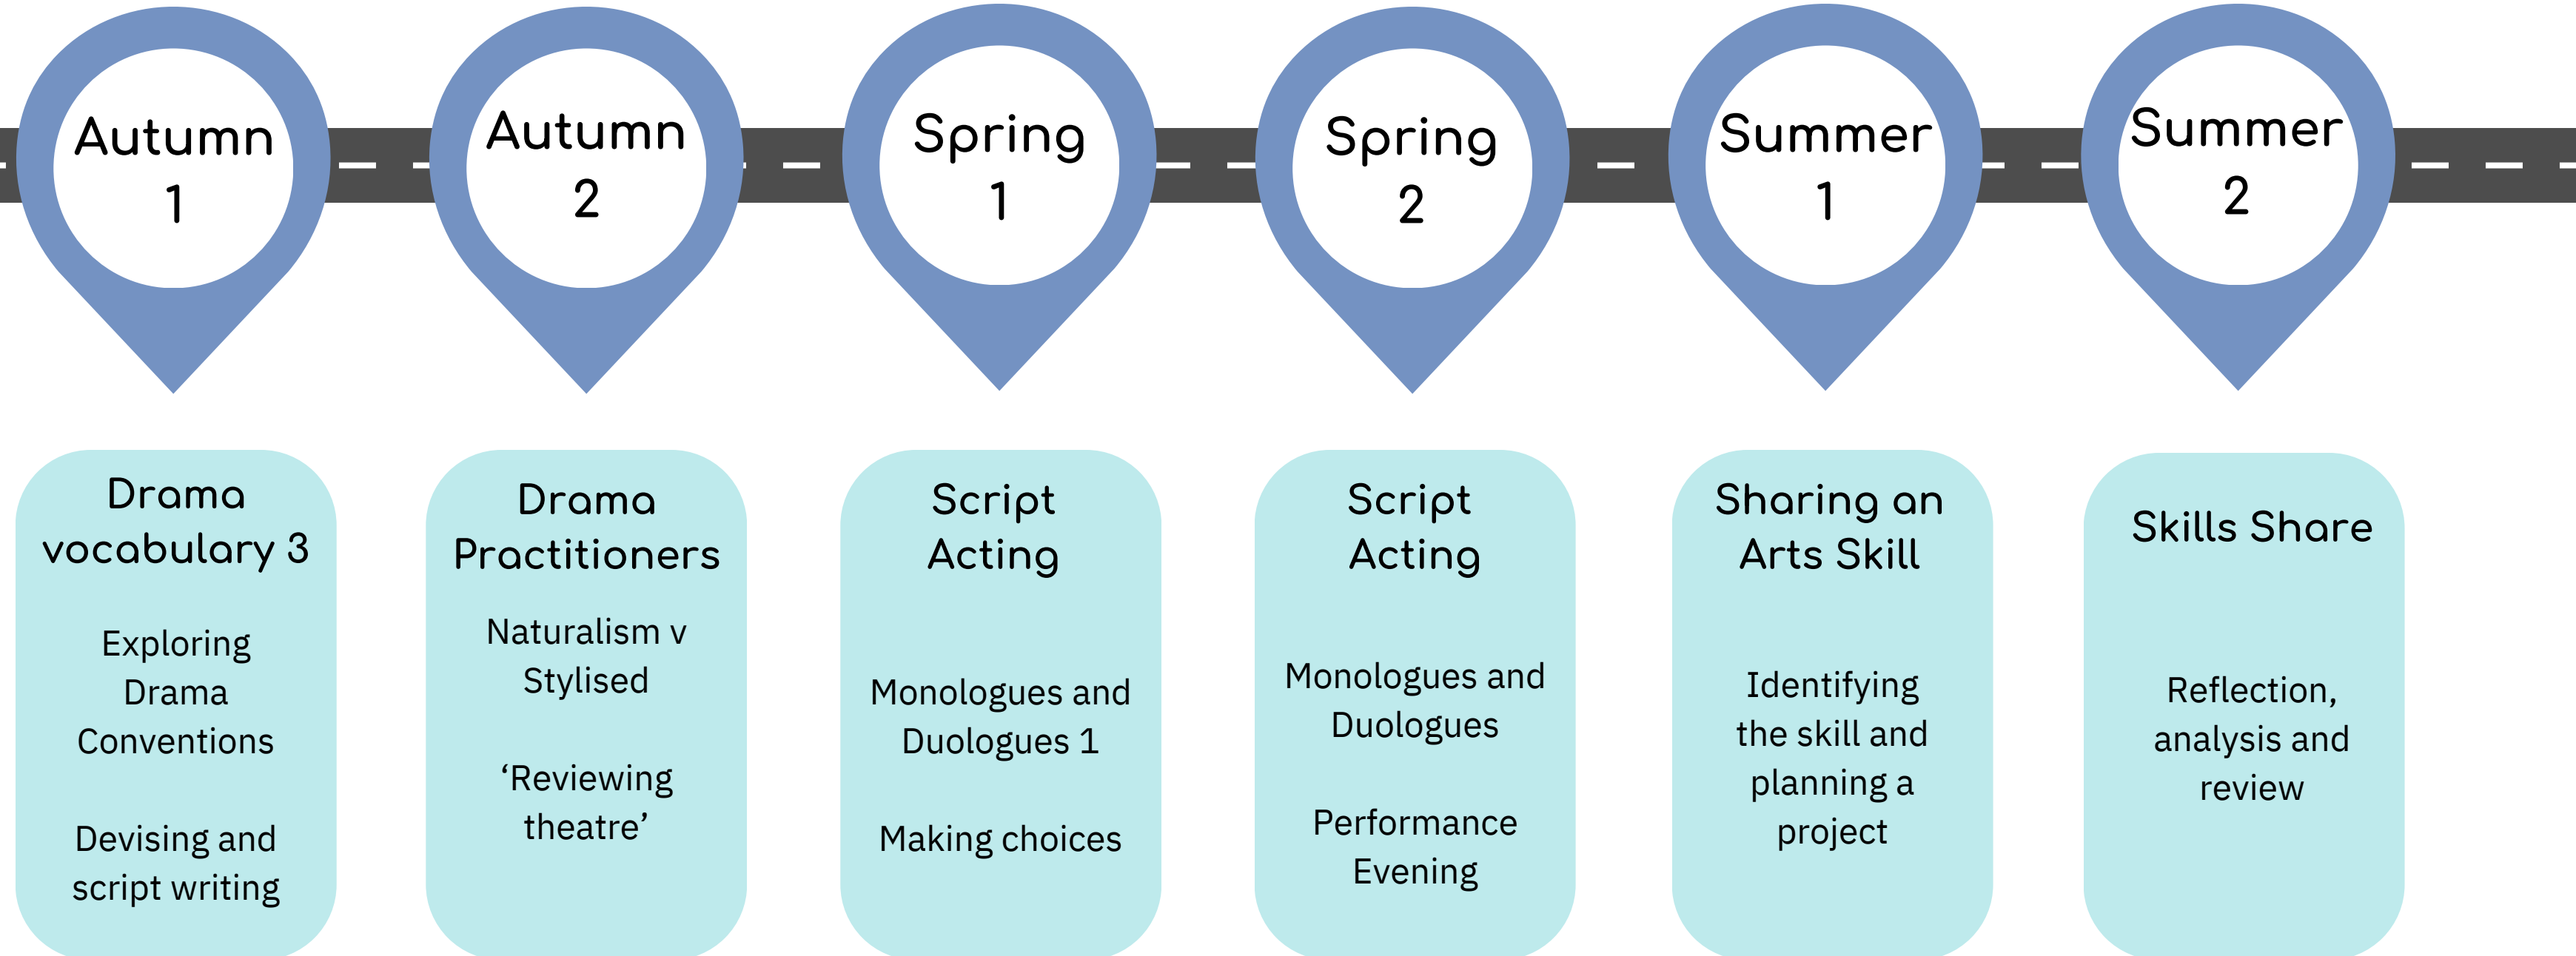 Autumn
1
Autumn
2
Spring
1
Spring
2
Summer
1
Summer
2
Drama
vocabulary 3
Exploring
Drama
Conventions
Devising and
script writing
Drama
Practitioners
Naturalism v
Stylised
‘Reviewing
theatre’
Script
Acting
Monologues and
Duologues 1
Making choices
Script
Acting
Monologues and
Duologues
Performance
Evening
Sharing an
Arts Skill
Identifying
the skill and
planning a
project
Skills Share
Reflection,
analysis and
review